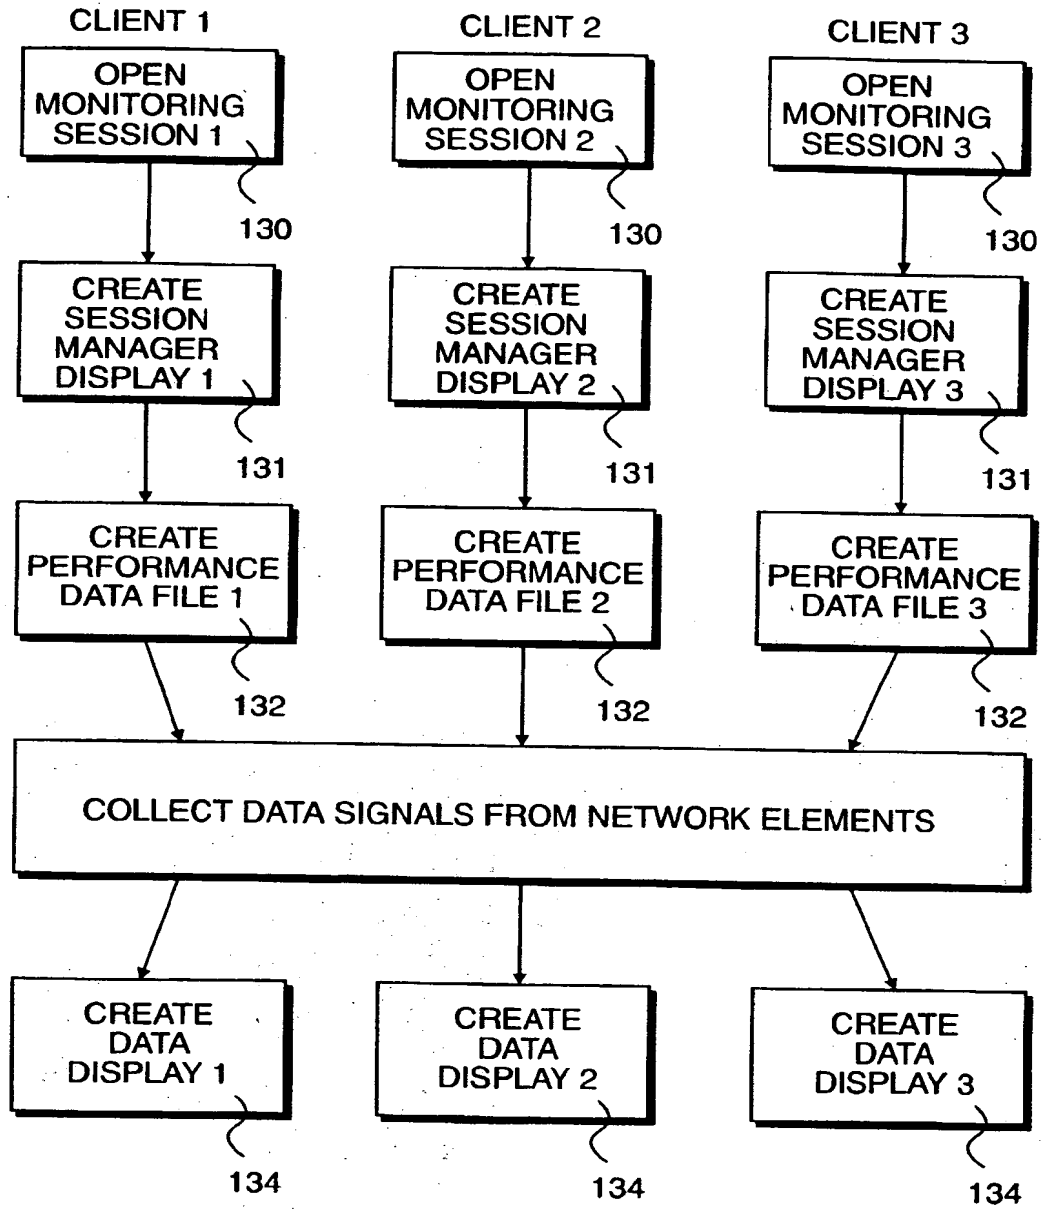 CLIENT 1
OPEN
MONITORING
SESSION 1
130
CREATE
SESSION
MANAGER
DISPLAY 1
131
CREATE
PERFORMANCE
DATA FILE 1
132
CLIENT 2
OPEN
MONITORING
SESSION 2
130
CREATE
SESSION
MANAGER
DISPLAY 2
131
CREATE
PERFORMANCE
DATA FILE 2
132
CLIENT 3
OPEN
MONITORING
SESSION 3
130
CREATE
SESSION
MANAGER
DISPLAY 3
131
CREATE
PERFORMANCE
DATA FILE 3
132
COLLECT DATA SIGNALS FROM NETWORK ELEMENTS
CREATE
DATA
DISPLAY 1
134
CREATE
DATA
DISPLAY 2
134
CREATE
DATA
DISPLAY 3
134